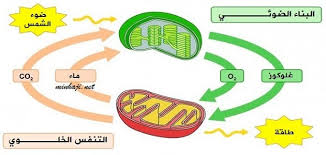 البناء الضوئي
ضوء
الشمس
CO₂
ماء
O₂
غلوكوز
minhaji.net
التنفس الخلوي
طاقة